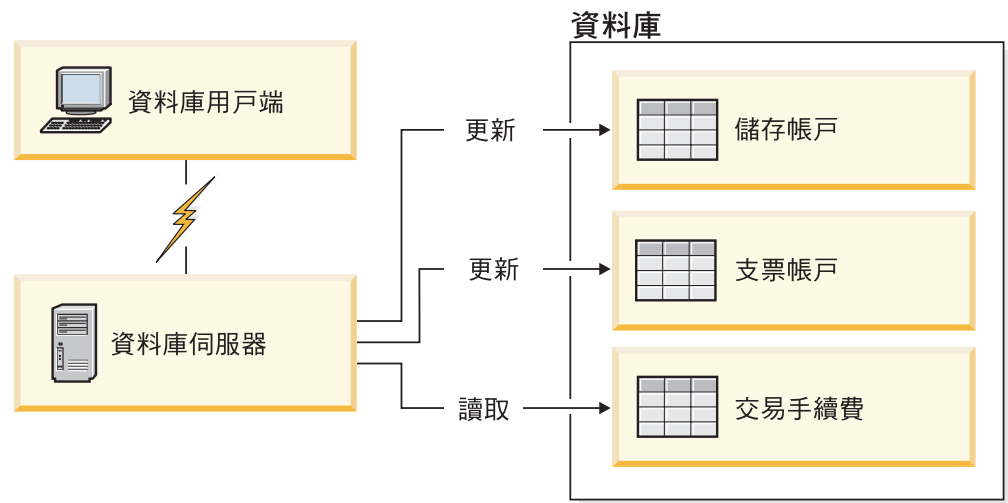 資料庫
資料庫用戶端
更新
儲存帳戶
更新
支票帳戶
資料庫伺服器
讀取
交易手續費